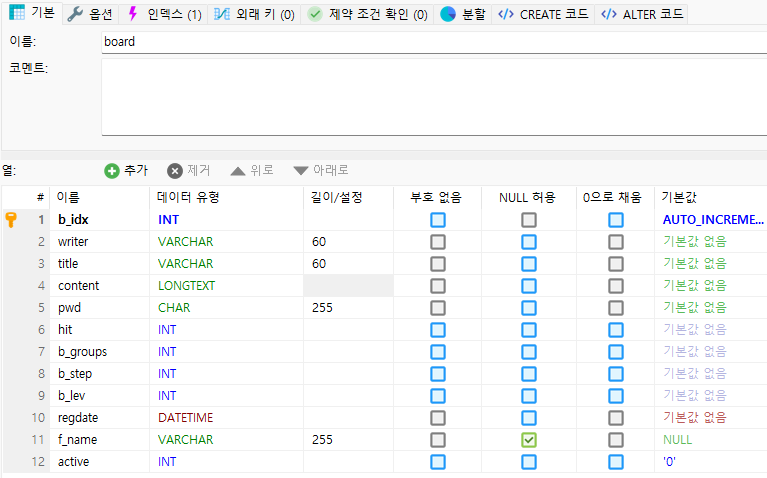 기본 옵션 인덱스 (1) 외래 키 (0) 제약 조건 확인 (0) 분할 </> CREATE 코드 </> ALTER 코드
이름: board
코멘트:
열: 추가 제거 위로 아래로
# 이름 데이터 유형 길이/설정 부호 없음 NULL 허용 0으로 채움 기본값
1 b_idx INT AUTO_INCREME...
2 writer VARCHAR 60 기본값 없음
3 title VARCHAR 60 기본값 없음
4 content LONGTEXT 기본값 없음
5 pwd CHAR 255 기본값 없음
6 hit INT 기본값 없음
7 b_groups INT 기본값 없음
8 b_step INT 기본값 없음
9 b_lev INT 기본값 없음
10 regdate DATETIME 기본값 없음
11 f_name VARCHAR 255 NULL
12 active INT '0'